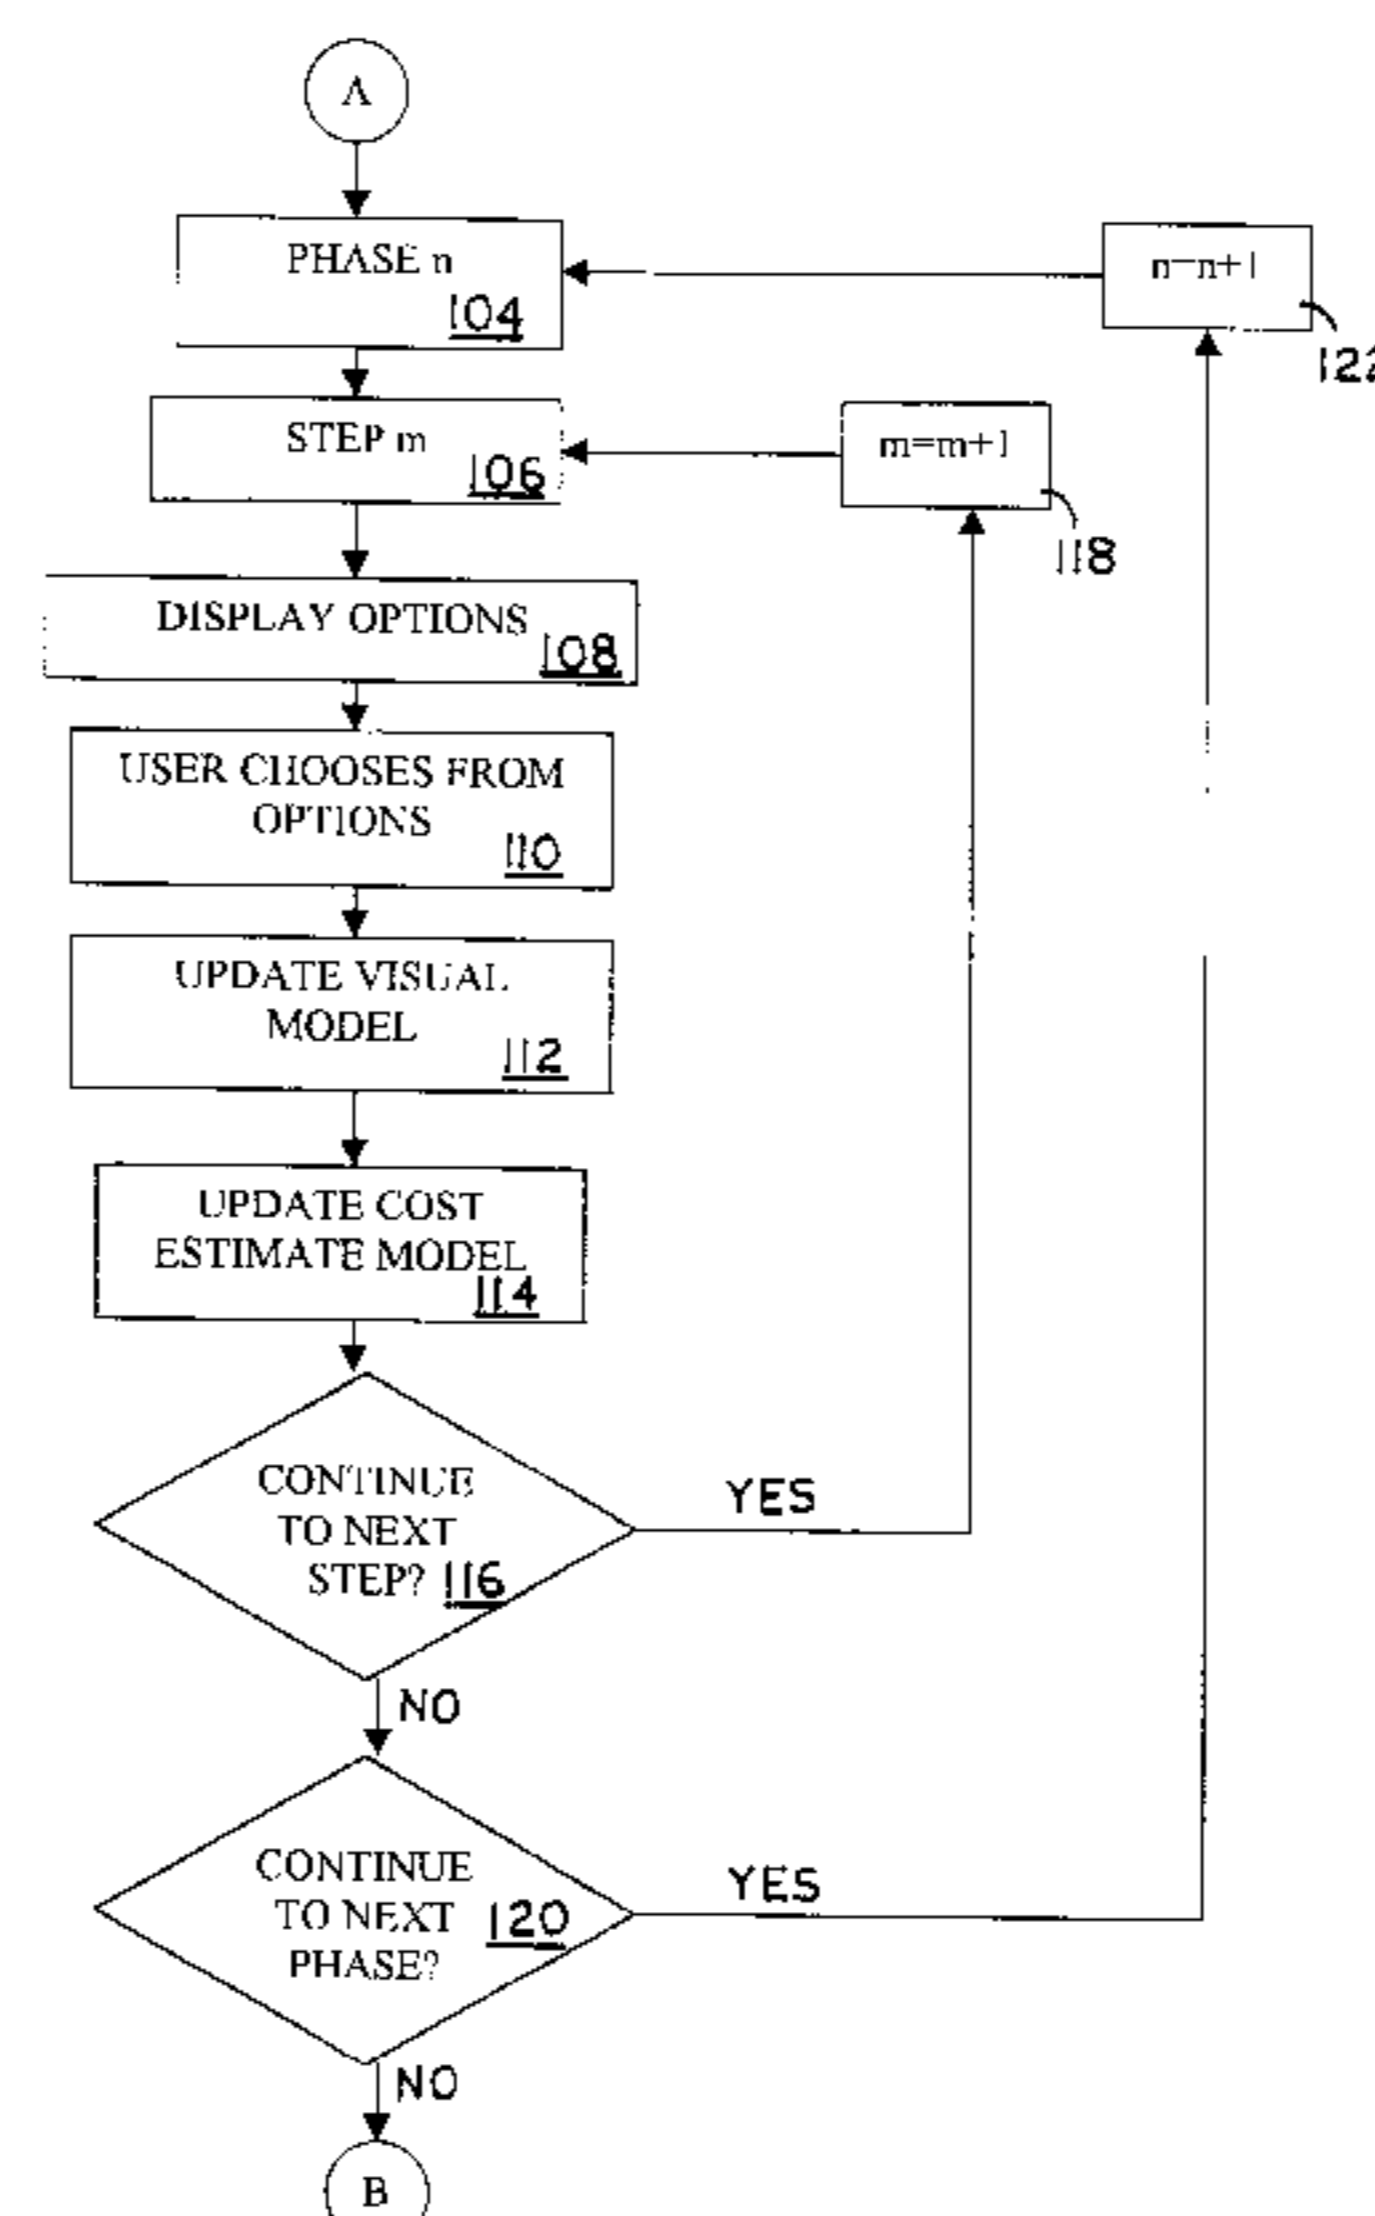 A
PHASE n
104
n=n+1
122
STEP m
106
m=m+1
118
DISPLAY OPTIONS
108
USER CHOOSES FROM
OPTIONS
110
UPDATE VISUAL
MODEL
112
UPDATE COST
ESTIMATE MODEL
114
CONTINUE
TO NEXT
STEP? 116
YES
NO
CONTINUE
TO NEXT 120
PHASE?
YES
NO
B